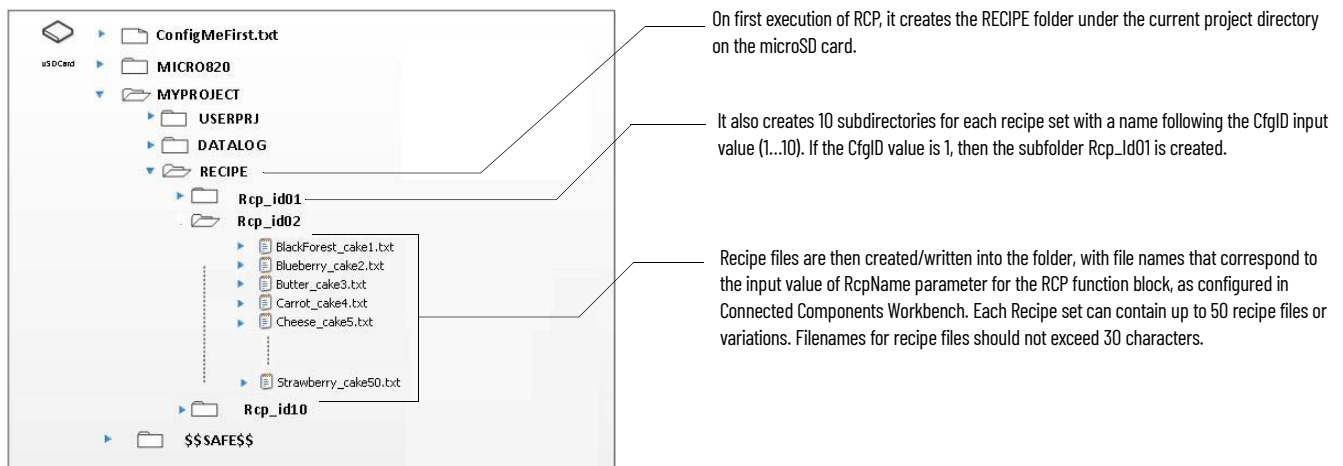 ConfigMeFirst.txt
uSDCard
MICRO820
MYPROJECT
USERPRJ
DATALOG
RECIPE
Rcp_id01
Rcp_id02
BlackForest_cake1.txt
Blueberry_cake2.txt
Butter_cake3.txt
Carrot_cake4.txt
Cheese_cake5.txt
Strawberry_cake50.txt
Rcp_id10
$$SAFE$$
On first execution of RCP, it creates the RECIPE folder under the current project directory
on the microSD card.
It also creates 10 subdirectories for each recipe set with a name following the CfgID input
value (1...10). If the CfgID value is 1, then the subfolder Rcp_Id01 is created.
Recipe files are then created/written into the folder, with file names that correspond to
the input value of RcpName parameter for the RCP function block, as configured in
Connected Components Workbench. Each Recipe set can contain up to 50 recipe files or
variations. Filenames for recipe files should not exceed 30 characters.